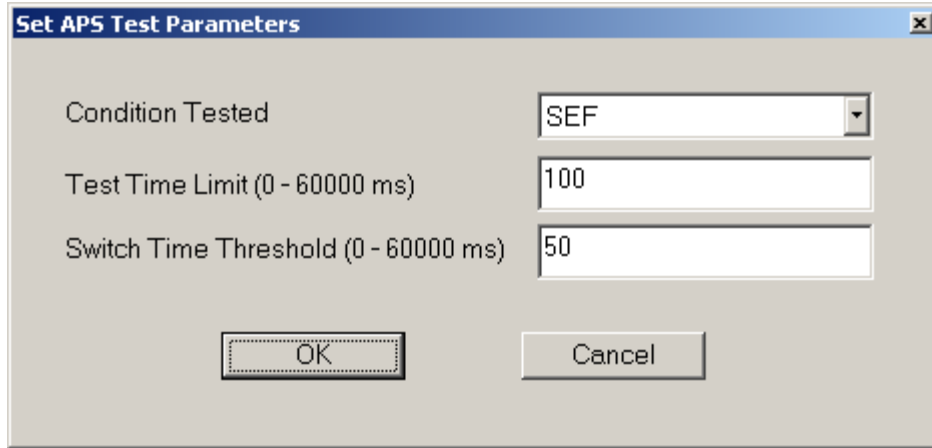 Set APS Test Parameters
Condition Tested SEF
Test Time Limit (0 - 60000 ms) 100
Switch Time Threshold (0 - 60000 ms) 50
OK Cancel